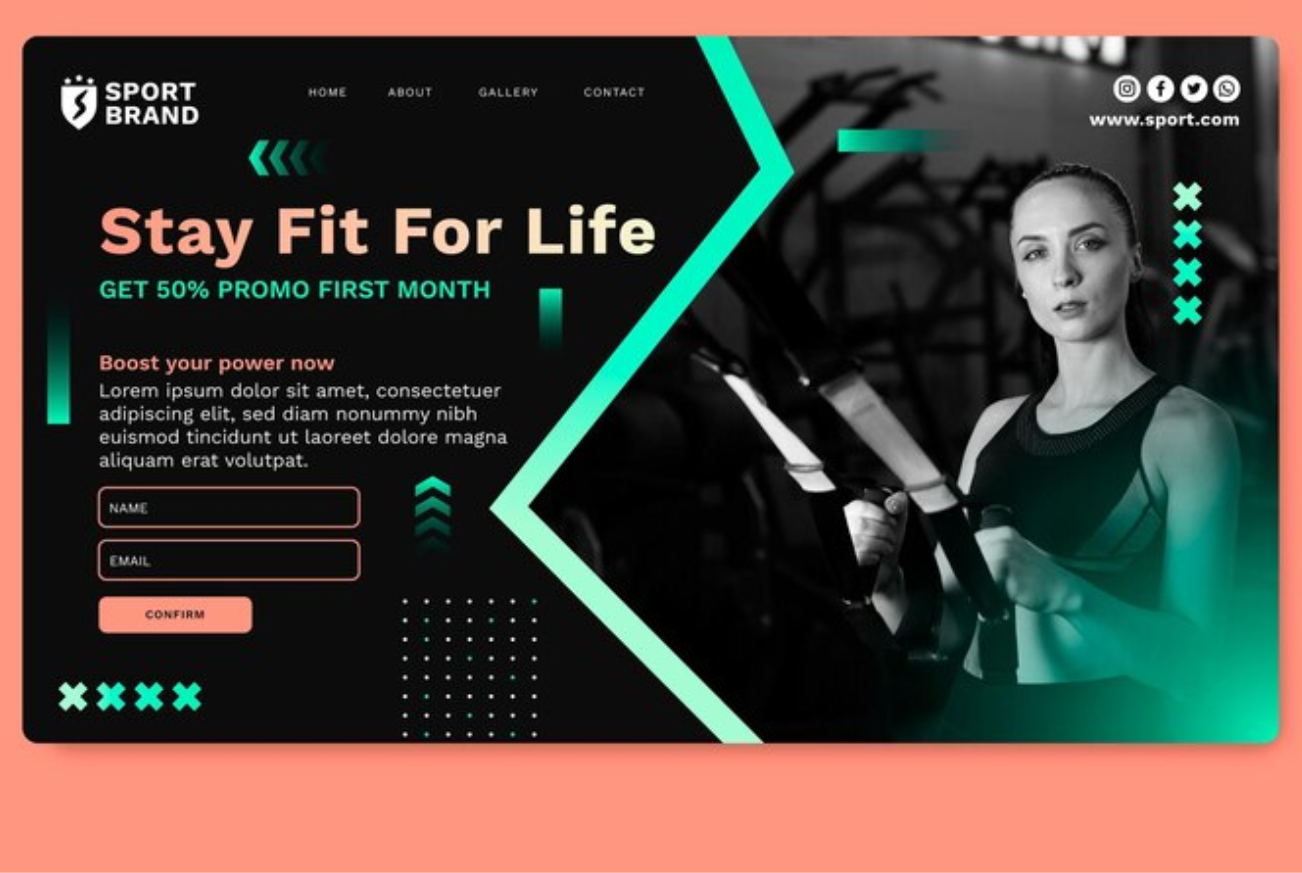 SPORT
BRAND
HOME ABOUT GALLERY CONTACT
www.sport.com
Stay Fit For Life
GET 50% PROMO FIRST MONTH
Boost your power now
Lorem ipsum dolor sit amet, consectetuer
adipiscing elit, sed diam nonummy nibh
euismod tincidunt ut laoreet dolore magna
aliquam erat volutpat.
NAME
EMAIL
CONFIRM